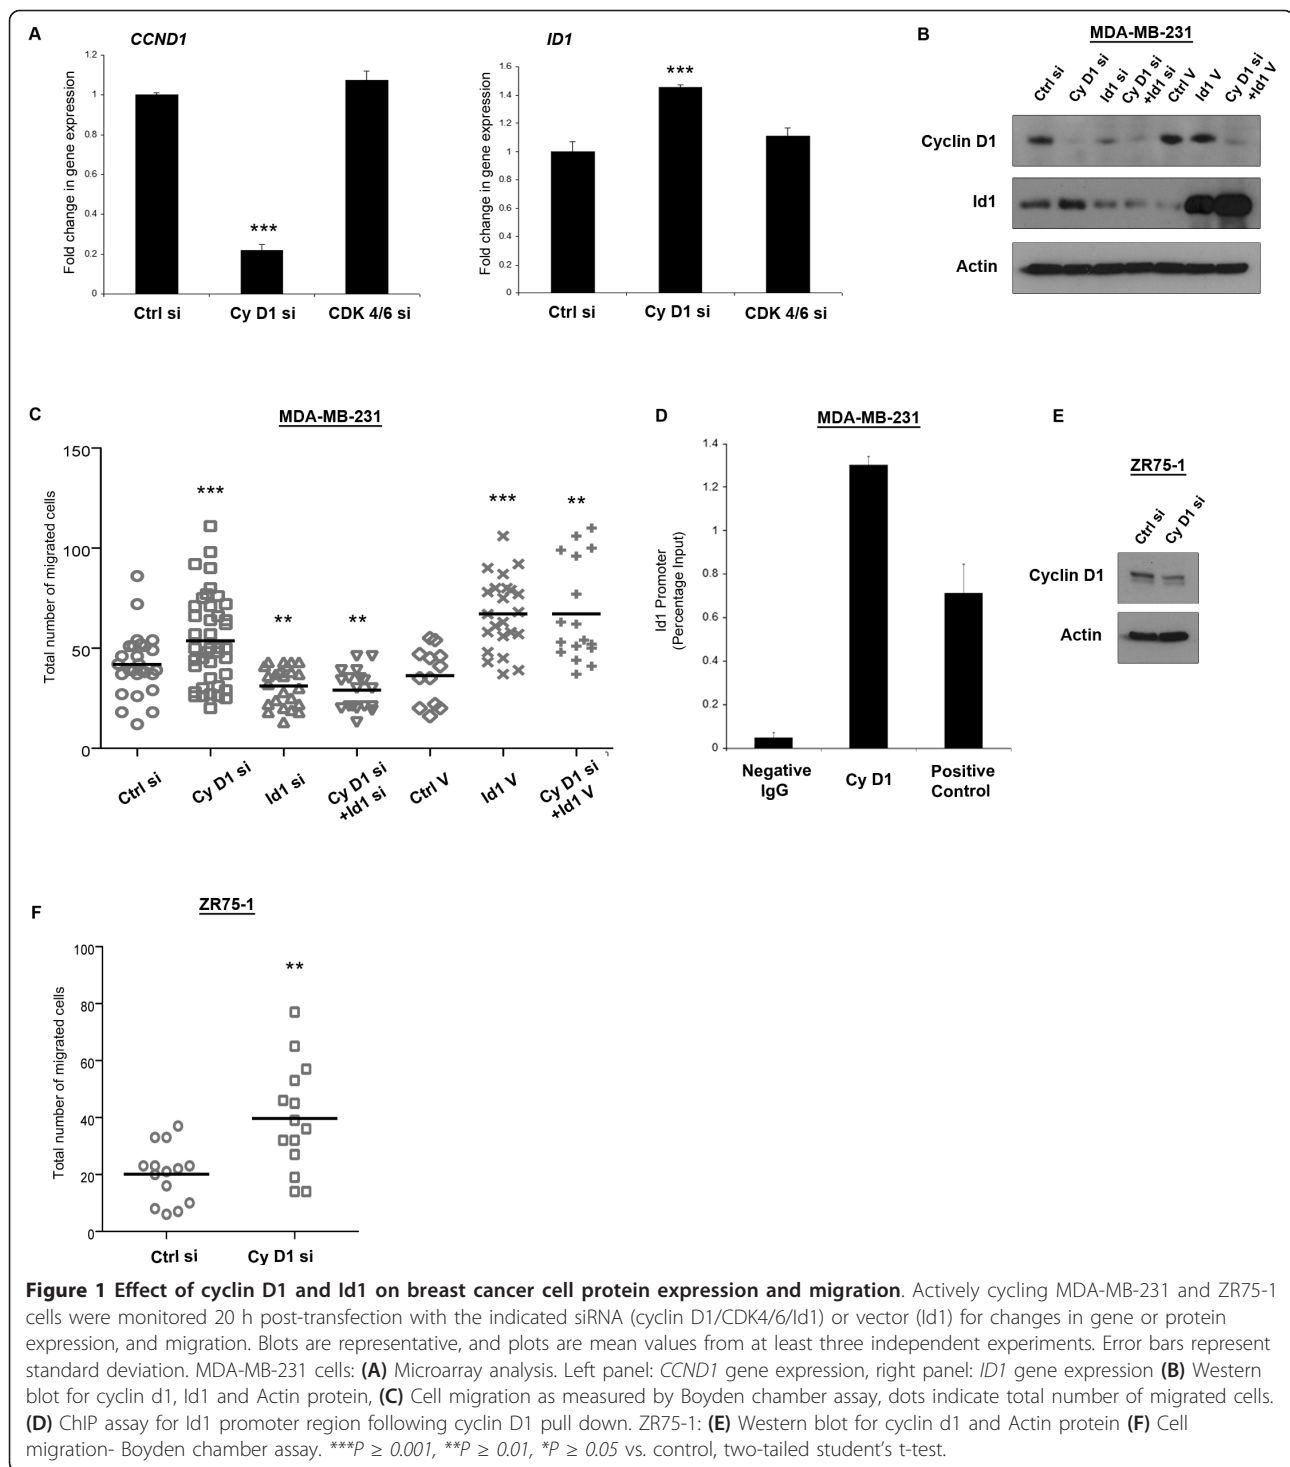 A
CCND1
Fold change in gene expression
1.2
1
0.8
0.6
0.4
0.2
0
***
Ctrl si
Cy D1 si
CDK 4/6 si
ID1
Fold change in gene expression
1.6
1.4
1.2
1
0.8
0.6
0.4
0.2
0
***
Ctrl si
Cy D1 si
CDK 4/6 si
B
MDA-MB-231
Ctrl si
Cy D1 si
Id1 si
Cy D1 si
+Id1 si
Ctrl V
Id1 V
Cy D1 si
+Id1 V
Cyclin D1
Id1
Actin
C
MDA-MB-231
Total number of migrated cells
150
100
50
0
***
**
**
***
**
Ctrl si
Cy D1 si
Id1 si
Cy D1 si
+Id1 si
Ctrl V
Id1 V
Cy D1 si
+Id1 V
D
MDA-MB-231
Id1 Promoter
(Percentage Input)
1.4
1.2
1
0.8
0.6
0.4
0.2
0
Negative
IgG
Cy D1
Positive
Control
E
ZR75-1
Ctrl si
Cy D1 si
Cyclin D1
Actin
F
ZR75-1
Total number of migrated cells
100
80
60
40
20
0
**
Ctrl si
Cy D1 si
Figure 1 Effect of cyclin D1 and Id1 on breast cancer cell protein expression and migration. Actively cycling MDA-MB-231 and ZR75-1
cells were monitored 20 h post-transfection with the indicated siRNA (cyclin D1/CDK4/6/Id1) or vector (Id1) for changes in gene or protein
expression, and migration. Blots are representative, and plots are mean values from at least three independent experiments. Error bars represent
standard deviation. MDA-MB-231 cells: (A) Microarray analysis. Left panel: CCND1 gene expression, right panel: ID1 gene expression (B) Western
blot for cyclin d1, Id1 and Actin protein, (C) Cell migration as measured by Boyden chamber assay, dots indicate total number of migrated cells.
(D) ChIP assay for Id1 promoter region following cyclin D1 pull down. ZR75-1: (E) Western blot for cyclin d1 and Actin protein (F) Cell
migration- Boyden chamber assay. ***P ≥ 0.001, **P ≥ 0.01, *P ≥ 0.05 vs. control, two-tailed student's t-test.